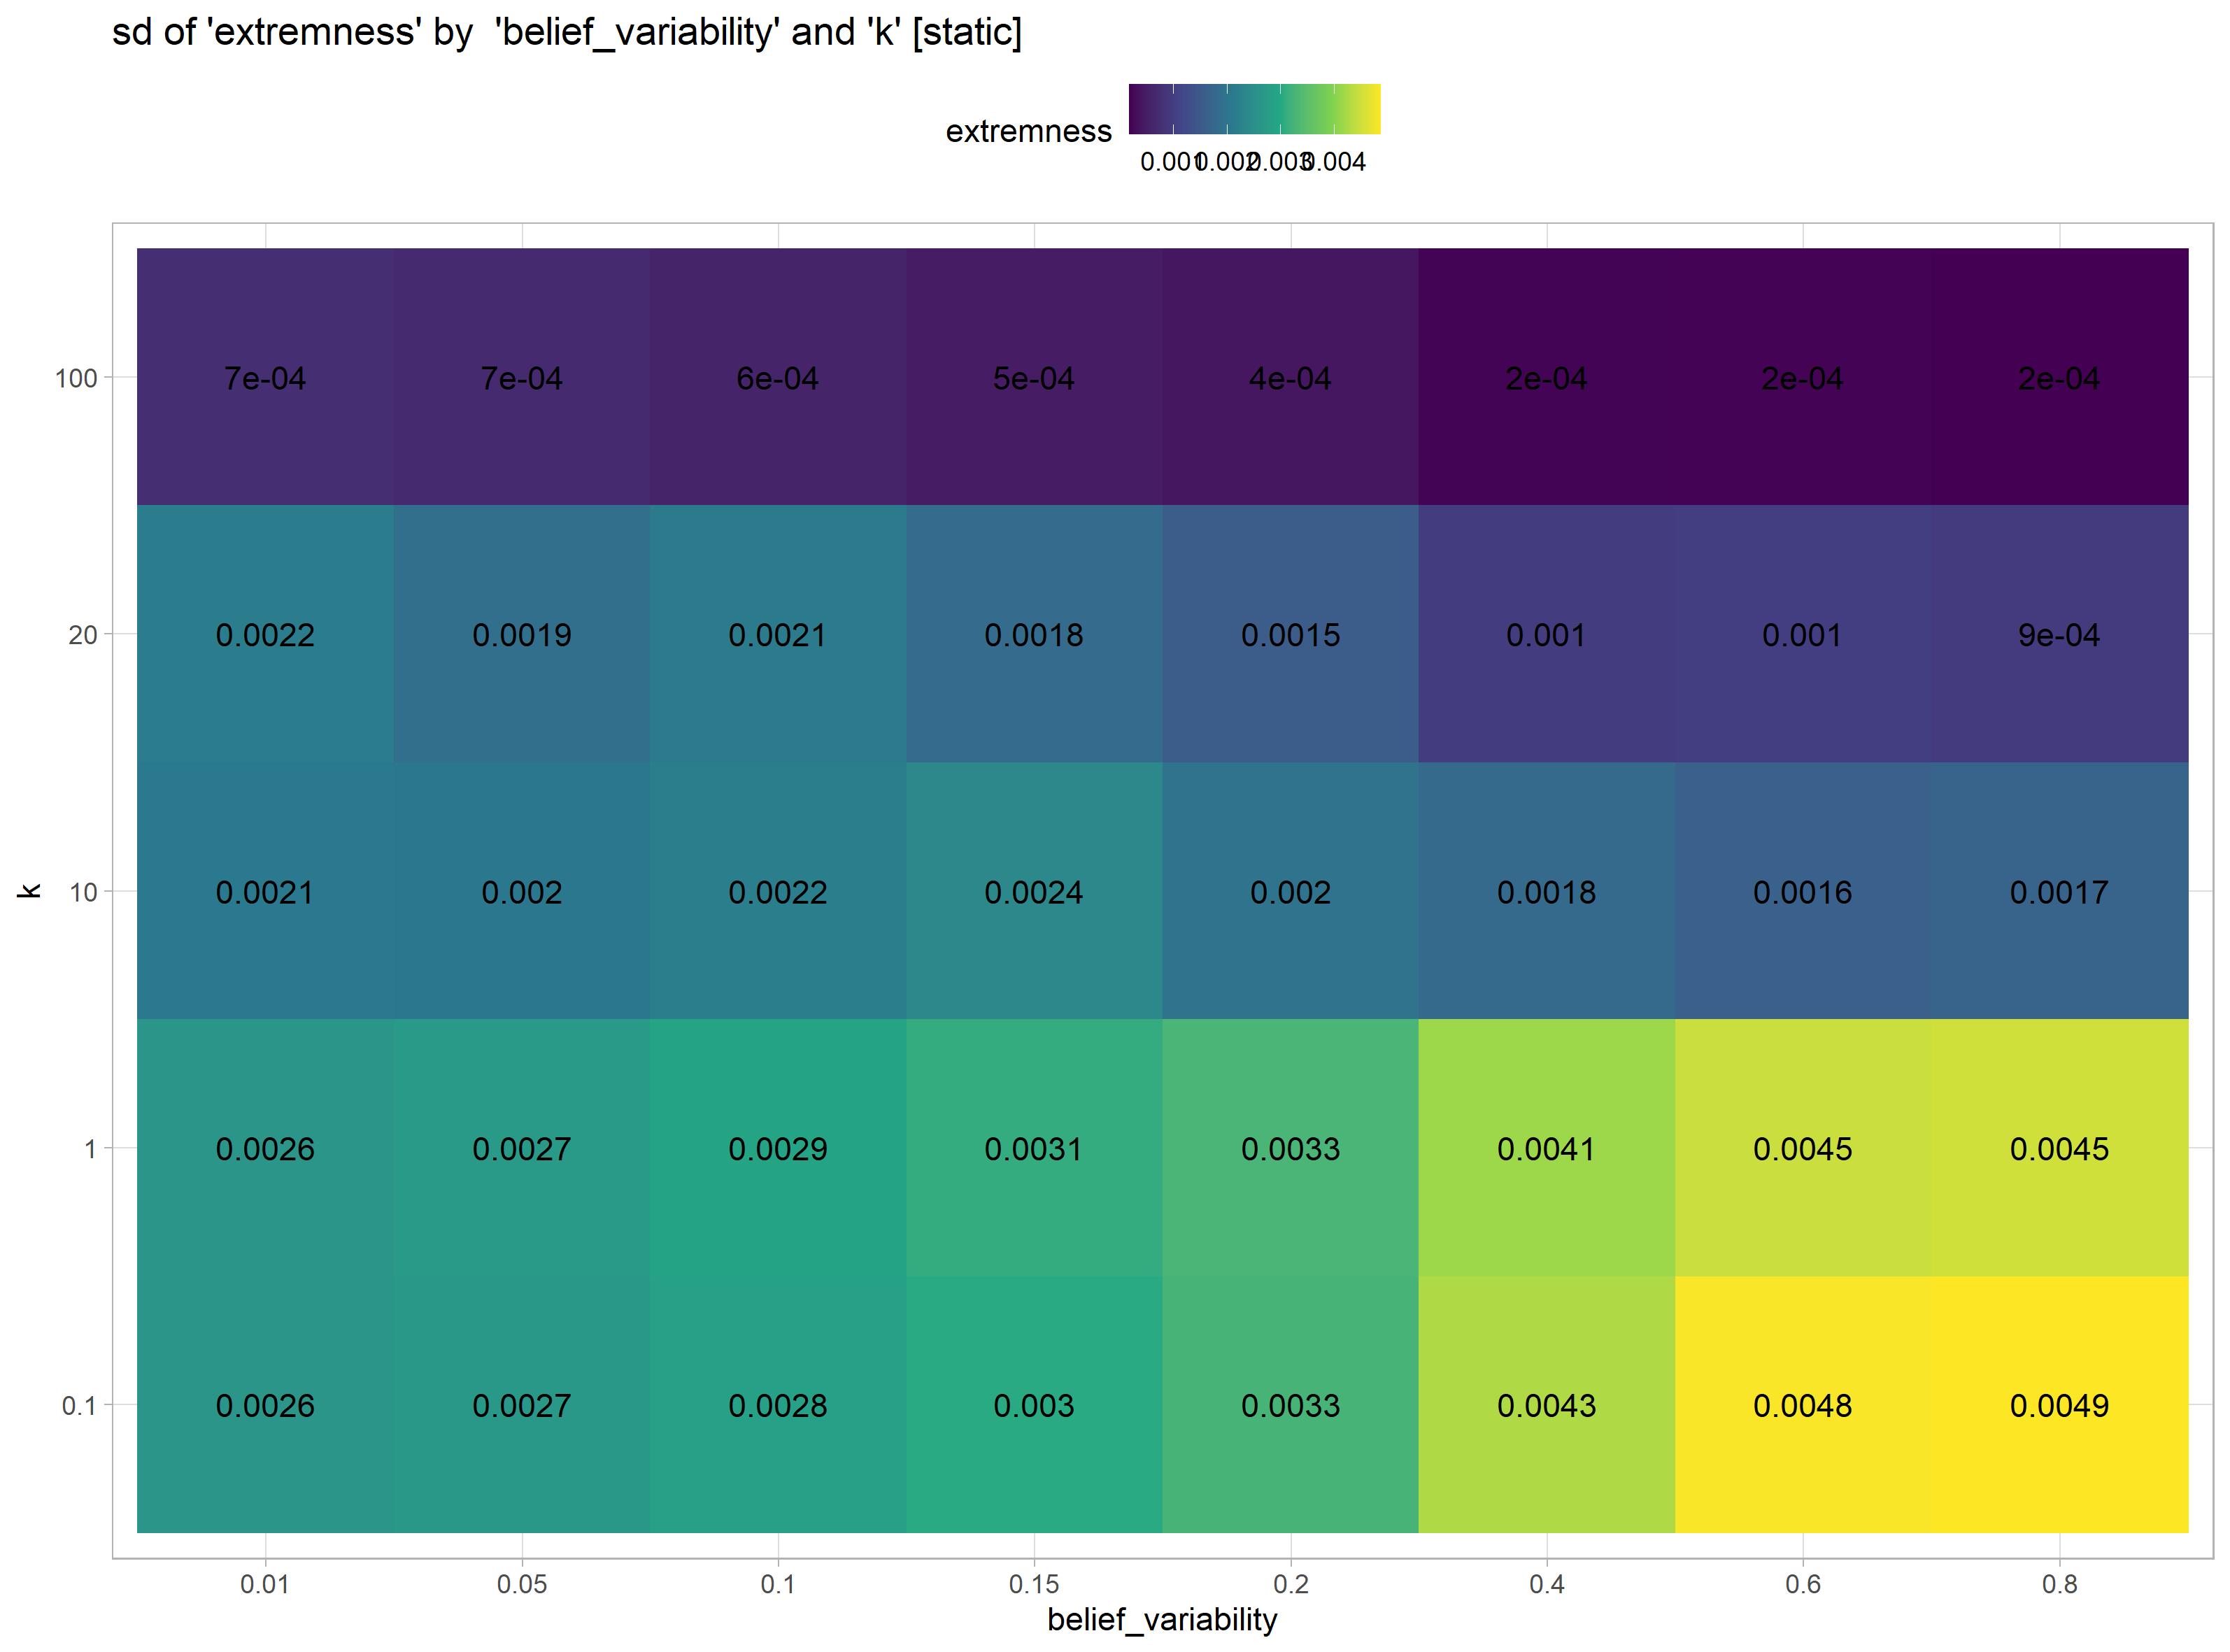 sd of 'extremness' by  'belief_variability' and 'k' [static]
extremness
0.001 0.002 0.003 0.004
100 7e-04 7e-04 6e-04 5e-04 4e-04 2e-04 2e-04 2e-04
20 0.0022 0.0019 0.0021 0.0018 0.0015 0.001 0.001 9e-04
k
10 0.0021 0.002 0.0022 0.0024 0.002 0.0018 0.0016 0.0017
1 0.0026 0.0027 0.0029 0.0031 0.0033 0.0041 0.0045 0.0045
0.1 0.0026 0.0027 0.0028 0.003 0.0033 0.0043 0.0048 0.0049
0.01 0.05 0.1 0.15 0.2 0.4 0.6 0.8
belief_variability